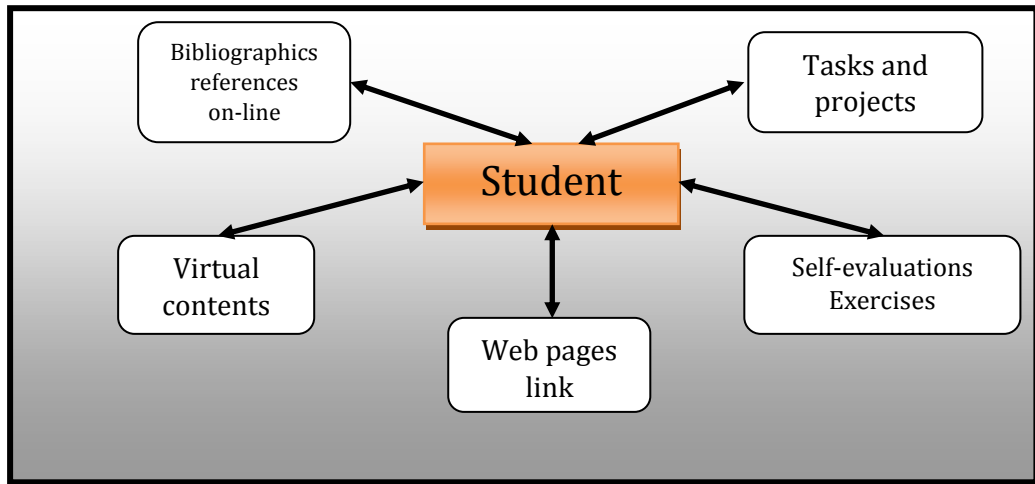 Bibliographics
references
on-line
Tasks and
projects
Student
Virtual
contents
Self-evaluations
Exercises
Web pages
link